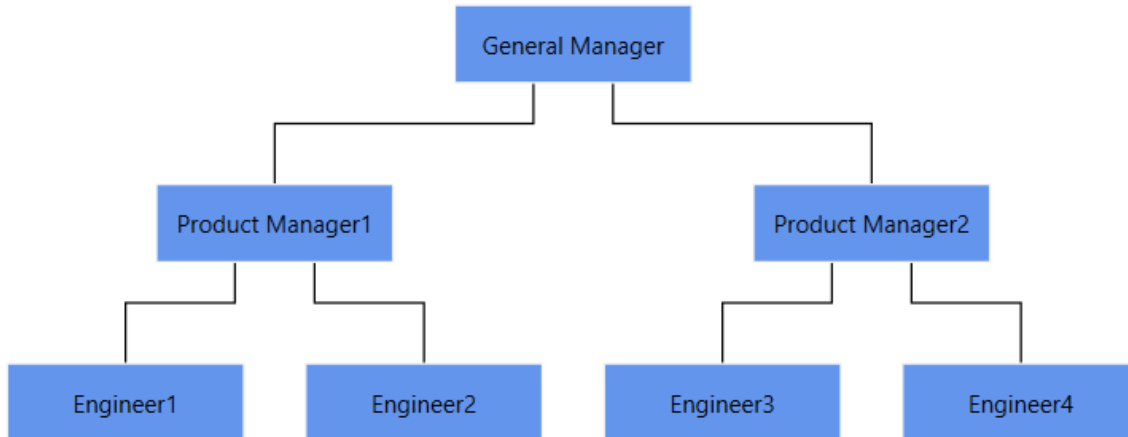 General Manager
Product Manager1
Product Manager2
Engineer1
Engineer2
Engineer3
Engineer4